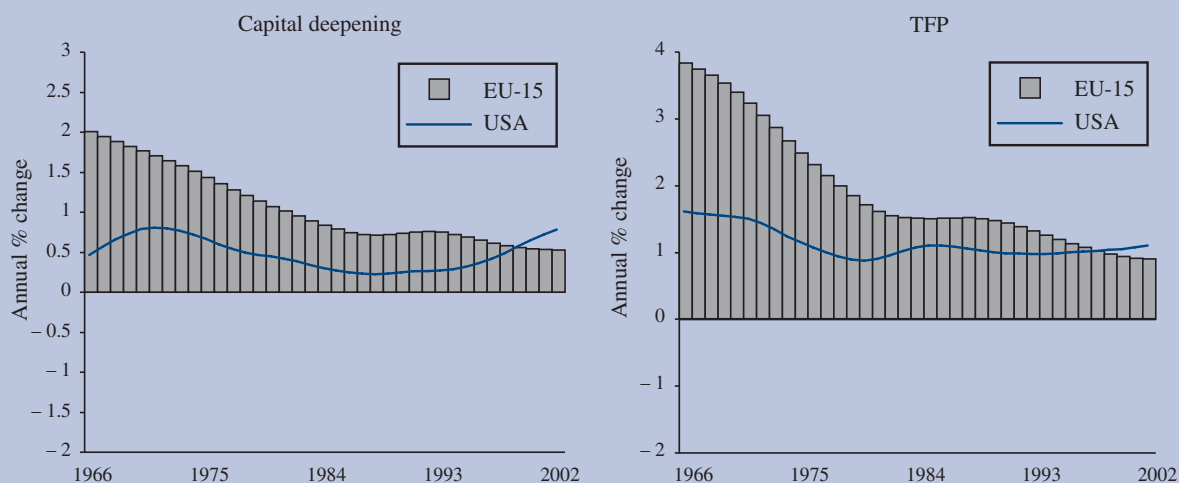 Capital deepening
Annual % change
3
2.5
2
1.5
1
0.5
0
– 0.5
– 1
– 1.5
– 2
EU-15
USA
1966 1975 1984 1993 2002
TFP
Annual % change
4
3
2
1
0
– 1
– 2
EU-15
USA
1966 1975 1984 1993 2002